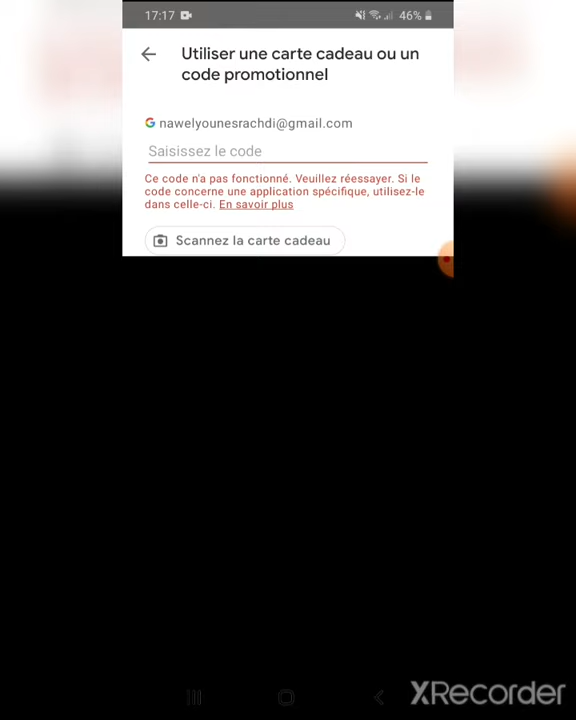 17:17 46%
Utiliser une carte cadeau ou un
code promotionnel
nawelyounesrachdi@gmail.com
Saisissez le code
Ce code n'a pas fonctionné. Veuillez réessayer. Si le
code concerne une application spécifique, utilisez-le
dans celle-ci. En savoir plus
Scannez la carte cadeau
XRecorder